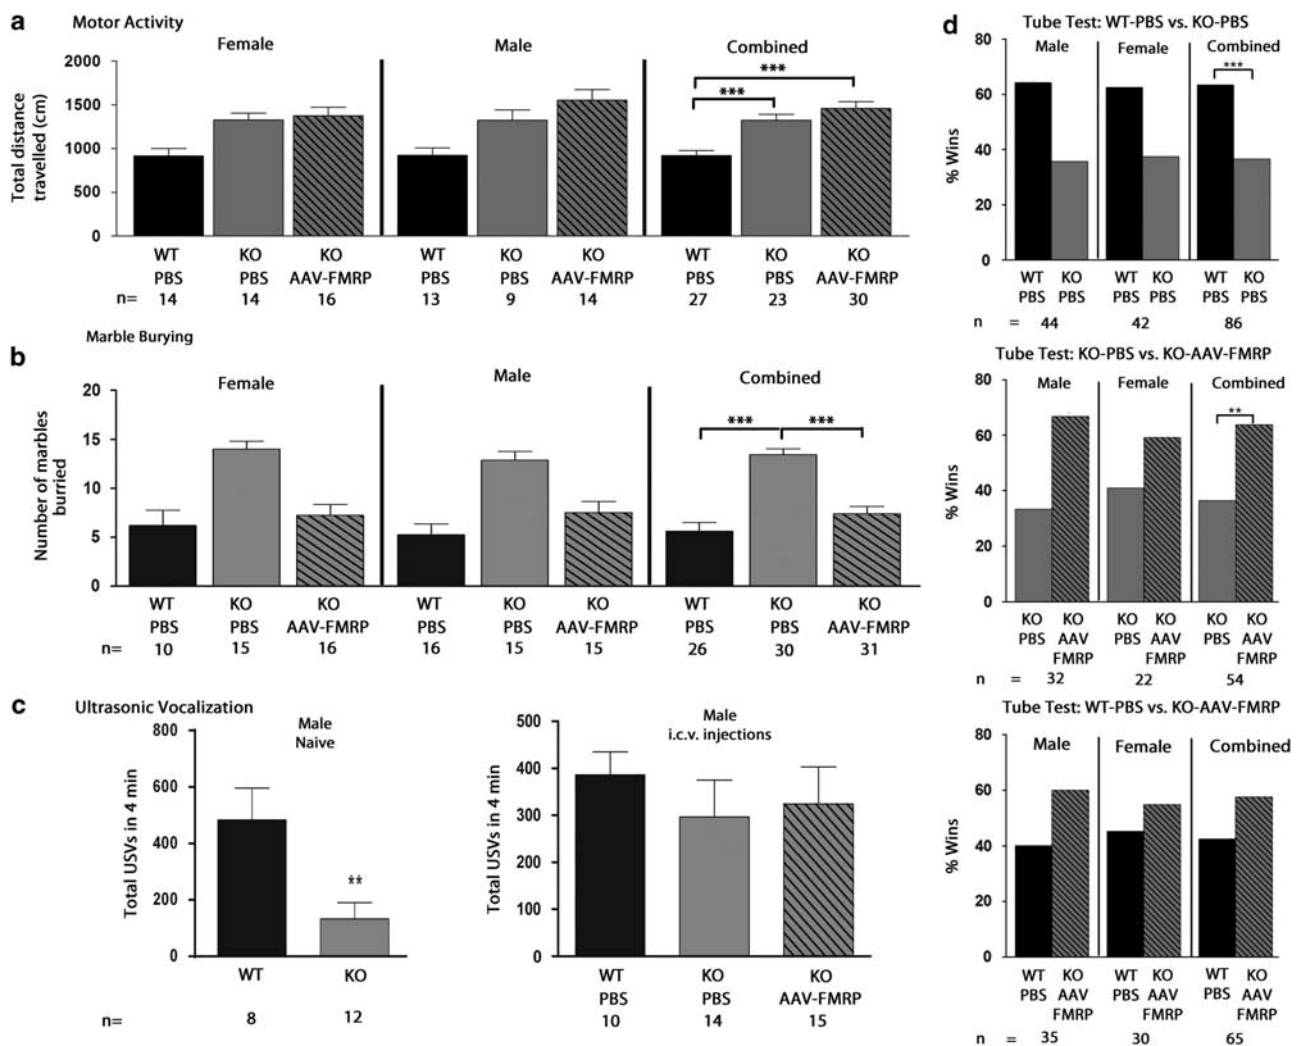 a Motor Activity
Female Male Combined
Total distance
travelled (cm)
2000
1500
1000
500
0
*** 
***
WT KO KO WT KO KO WT KO KO
PBS PBS AAV-FMRP PBS PBS AAV-FMRP PBS PBS AAV-FMRP
n= 14 14 16 13 9 14 27 23 30
b Marble Burying
Female Male Combined
Number of marbles
burried
20
15
10
5
0
*** ***
WT KO KO WT KO KO WT KO KO
PBS PBS AAV-FMRP PBS PBS AAV-FMRP PBS PBS AAV-FMRP
n= 10 15 16 16 15 15 26 30 31
c Ultrasonic Vocalization
Male
Naive
Total USVs in 4 min
800
600
400
200
0
**
WT KO
n= 8 12
Male
i.c.v. injections
Total USVs in 4 min
500
400
300
200
100
0
WT KO KO
PBS PBS AAV-FMRP
10 14 15
d Tube Test: WT-PBS vs. KO-PBS
Male Female Combined
% Wins
80
60
40
20
0
***
WT KO WT KO WT KO
PBS PBS PBS PBS PBS PBS
n = 44 42 86
Tube Test: KO-PBS vs. KO-AAV-FMRP
Male Female Combined
% Wins
80
60
40
20
0
**
KO KO KO KO KO KO
PBS AAV PBS AAV PBS AAV
FMRP FMRP FMRP
n = 32 22 54
Tube Test: WT-PBS vs. KO-AAV-FMRP
Male Female Combined
% Wins
80
60
40
20
0
WT KO WT KO WT KO
PBS AAV PBS AAV PBS AAV
FMRP FMRP FMRP
n = 35 30 65